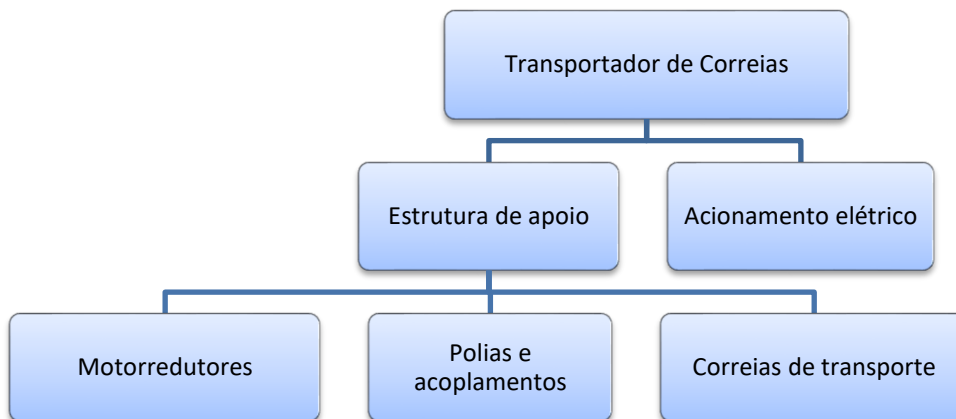 Transportador de Correias
Estrutura de apoio
Acionamento elétrico
Motorredutores
Polias e
acoplamentos
Correias de transporte